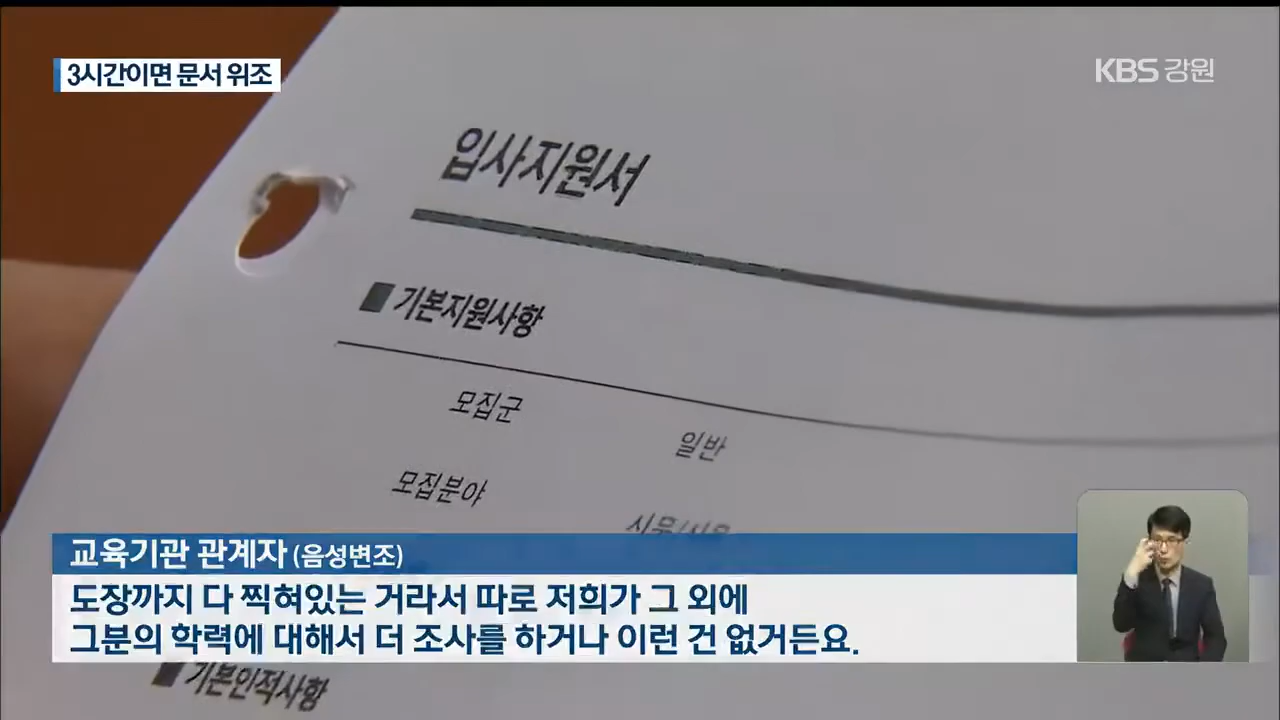 3시간이면 문서 위조
KBS 강원
입사지원서
■ 기본지원사항
모집군
일반
모집분야
교육기관 관계자 (음성변조)
도장까지 다 찍혀있는 거라서 따로 저희가 그 외에
그분의 학력에 대해서 더 조사를 하거나 이런 건 없거든요.
■ 기본인적사항